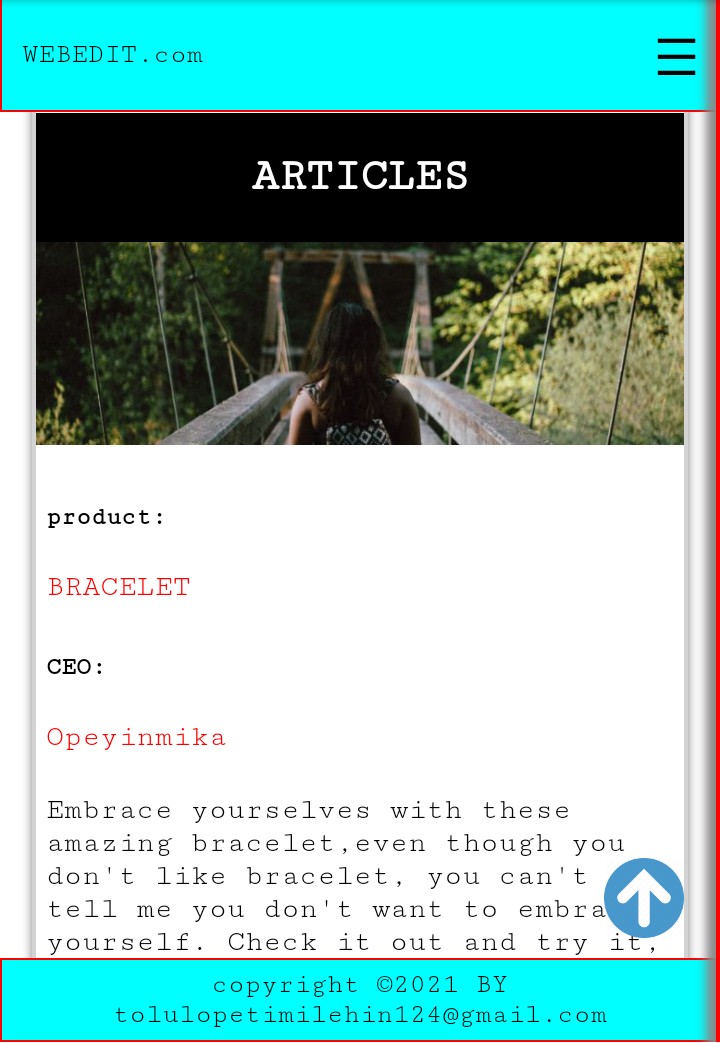 WEBEDIT.com
ARTICLES
product:
BRACELET
CEO:
Opeyinmika
Embrace yourselves with these
amazing bracelet,even though you
don't like bracelet, you can't
tell me you don't want to embra
yourself. Check it out and try it,
copyright ©2021 BY
tolulopetimilehin124@gmail.com